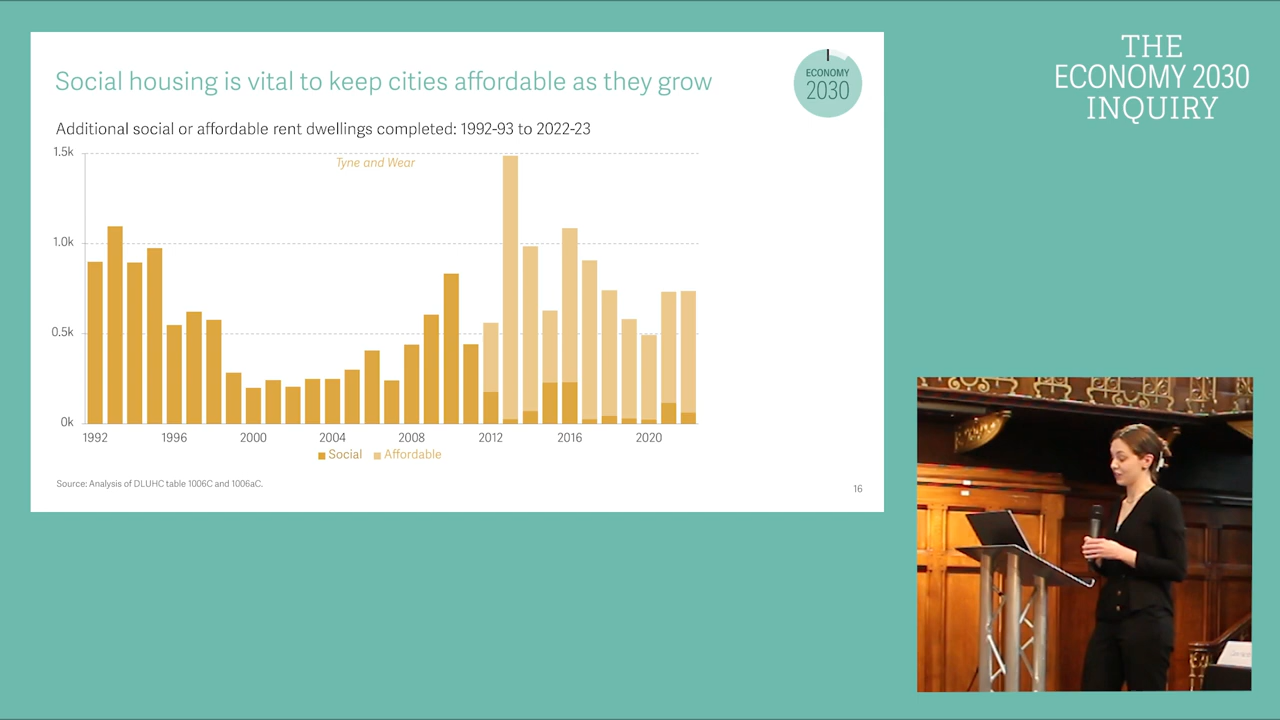 Social housing is vital to keep cities affordable as they grow
ECONOMY
2030
THE
ECONOMY 2030
INQUIRY
Additional social or affordable rent dwellings completed: 1992-93 to 2022-23
1.5k
Tyne and Wear
1.0k
0.5k
0k
1992 1996 2000 2004 2008 2012 2016 2020
Social Affordable
Source: Analysis of DLUHC table 1006C and 1006aC.
16